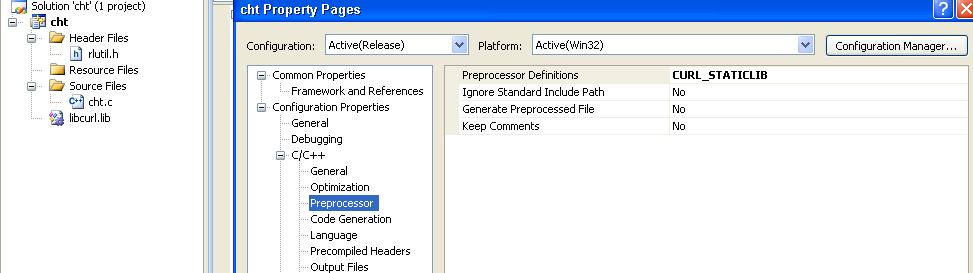 Solution 'cht' (1 project)
cht
Header Files
rlutil.h
Resource Files
Source Files
cht.c
libcurl.lib
cht Property Pages
Configuration: Active(Release) Platform: Active(Win32) Configuration Manager...
Common Properties
Framework and References
Configuration Properties
General
Debugging
C/C++
General
Optimization
Preprocessor
Code Generation
Language
Precompiled Headers
Output Files
Preprocessor Definitions CURL_STATICLIB
Ignore Standard Include Path No
Generate Preprocessed File No
Keep Comments No